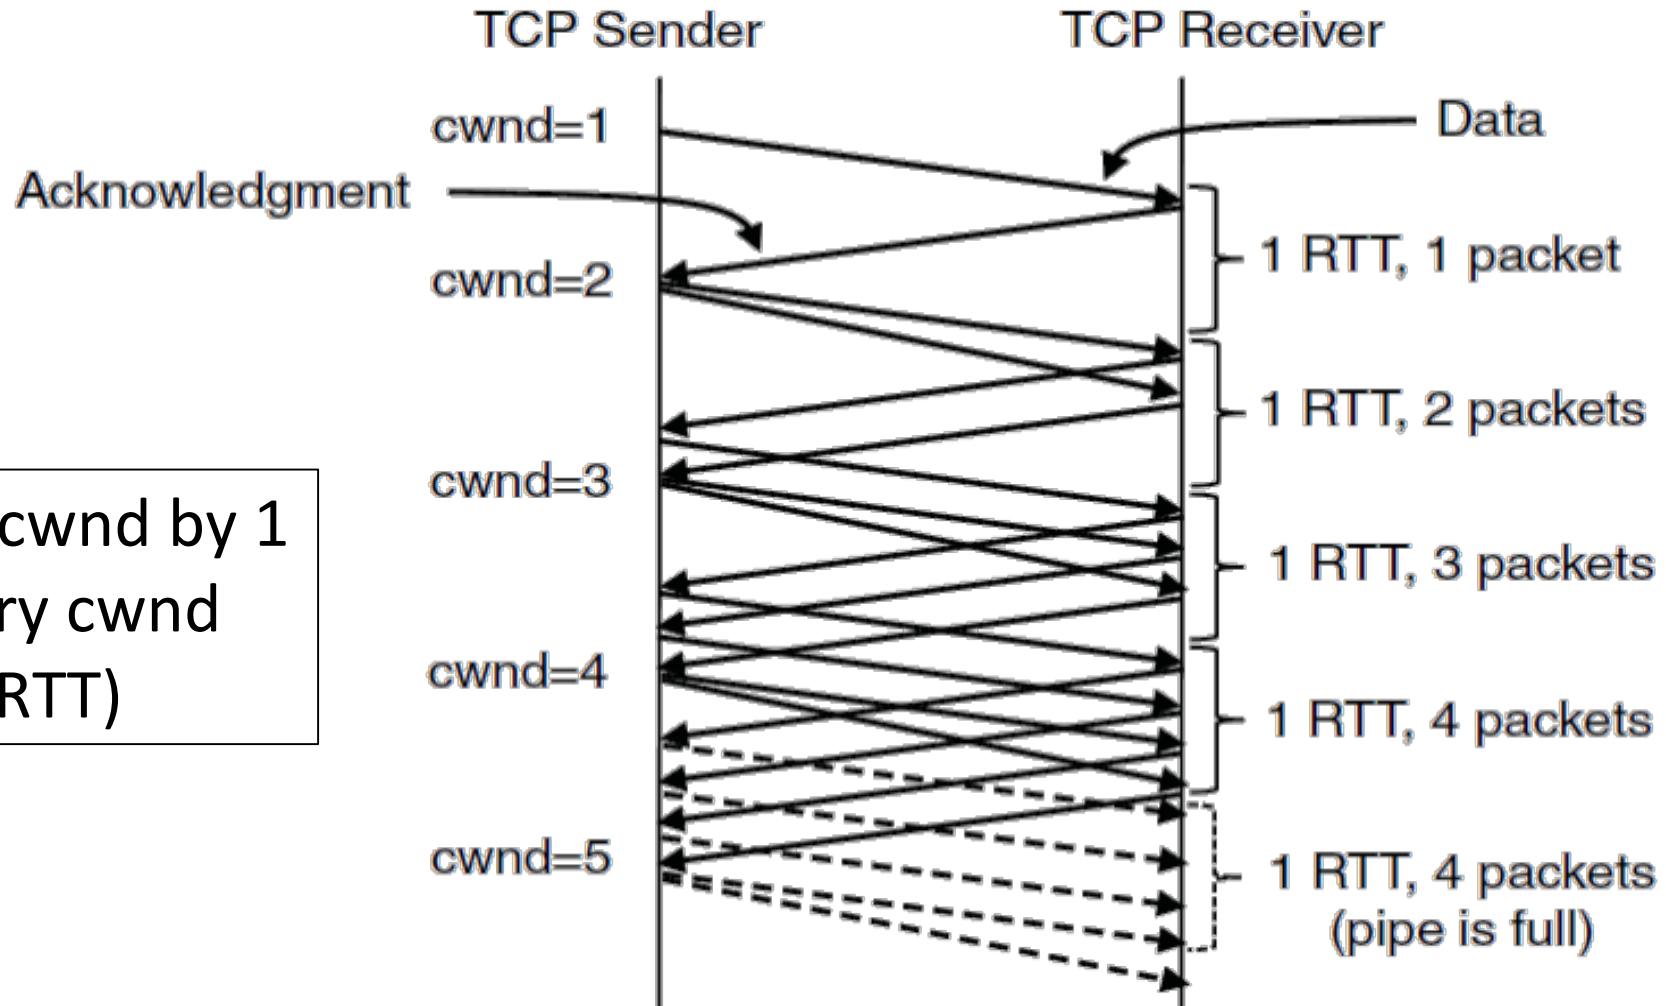 TCP Sender
TCP Receiver
cwnd=1
Data
Acknowledgment
1 RTT, 1 packet
cwnd=2
1 RTT, 2 packets
cwnd=3
cwnd by 1
ry cwnd
RTT)
1 RTT, 3 packets
cwnd=4
1 RTT, 4 packets
cwnd=5
1 RTT, 4 packets
(pipe is full)